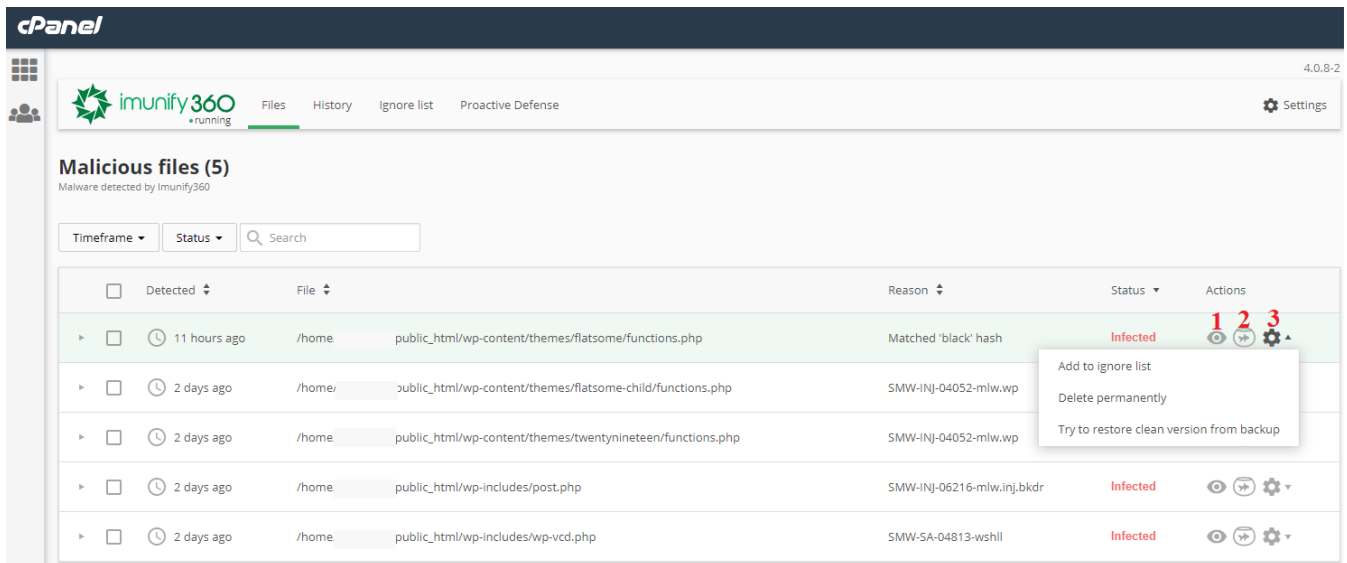 cPanel
4.0.8-2
imunify360 Files History Ignore list Proactive Defense Settings
running
Malicious files (5)
Malware detected by Imunify360
Timeframe Status Search
Detected File Reason Status Actions
1 2 3
11 hours ago /home. public_html/wp-content/themes/flatsome/functions.php Matched 'black' hash Infected
Add to ignore list
2 days ago /home/ public_html/wp-content/themes/flatsome-child/functions.php SMW-INJ-04052-mlw.wp
Delete permanently
Try to restore clean version from backup
2 days ago /home. public_html/wp-content/themes/twentynineteen/functions.php SMW-INJ-04052-mlw.wp
2 days ago /home. public_html/wp-includes/post.php SMW-INJ-06216-mlw.inj.bkdr Infected
2 days ago /home. public_html/wp-includes/wp-vcd.php SMW-SA-04813-wshll Infected